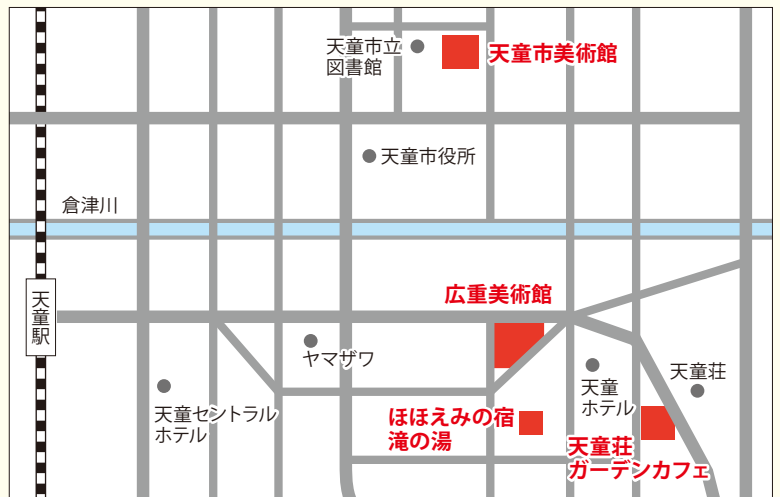 天童市立
図書館
天童市美術館
天童市役所
倉津川
広重美術館
天童駅
ヤマザワ
天童荘
天童
ホテル
天童セントラル
ホテル
ほほえみの宿
滝の湯
天童荘
ガーデンカフェ